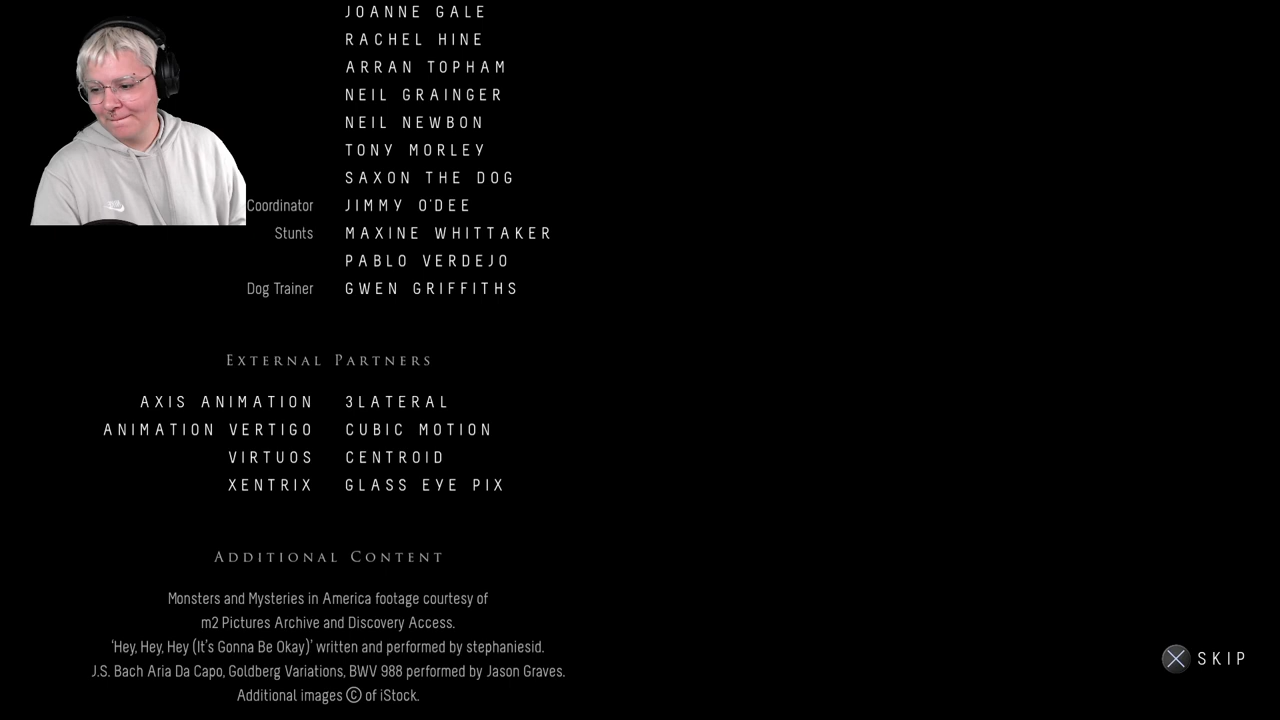 JOANNE GALE
RACHEL HINE
ARRAN TOPHAM
NEIL GRAINGER
NEIL NEWBON
TONY MORLEY
SAXON THE DOG
Coordinator JIMMY O'DEE
Stunts MAXINE WHITTAKER
PABLO VERDEJO
Dog Trainer GWEN GRIFFITHS
EXTERNAL PARTNERS
AXIS ANIMATION 3LATERAL
ANIMATION VERTIGO CUBIC MOTION
VIRTUOS CENTROID
XENTRIX GLASS EYE PIX
ADDITIONAL CONTENT
Monsters and Mysteries in America footage courtesy of
m2 Pictures Archive and Discovery Access.
'Hey, Hey, Hey (It's Gonna Be Okay)' written and performed by stephaniesid.
J.S. Bach Aria Da Capo, Goldberg Variations, BWV 988 performed by Jason Graves.
Additional images © of iStock.
SKIP